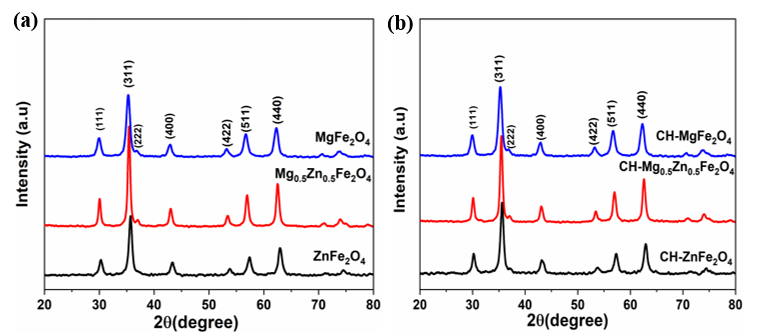 (a)
Intensity (a.u)
(111)
(311)
(222)
(400)
(422)
(511)
(440)
MgFe2O4
Mg0.5Zn0.5Fe2O4
ZnFe2O4
20 30 40 50 60 70 80
2θ(degree)
(b)
Intensity (a.u)
(111)
(311)
(222)
(400)
(422)
(511)
(440)
CH-MgFe2O4
CH-Mg0.5Zn0.5Fe2O4
CH-ZnFe2O4
20 30 40 50 60 70 80
2θ(degree)